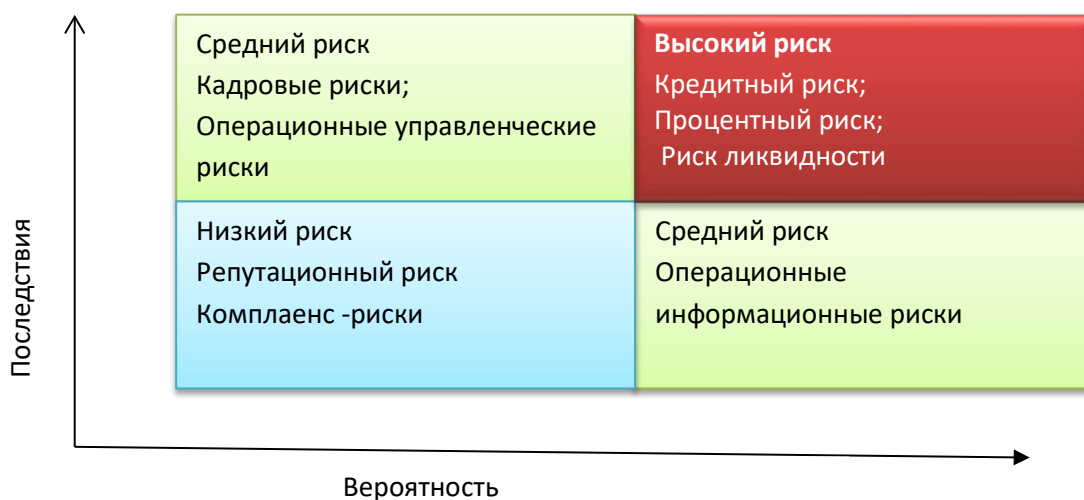 Средний риск
Кадровые риски;
Операционные управленческие
риски
Высокий риск
Кредитный риск;
Процентный риск;
Риск ликвидности
Низкий риск
Репутационный риск
Комплаенс -риски
Средний риск
Операционные
информационные риски
Последствия
Вероятность